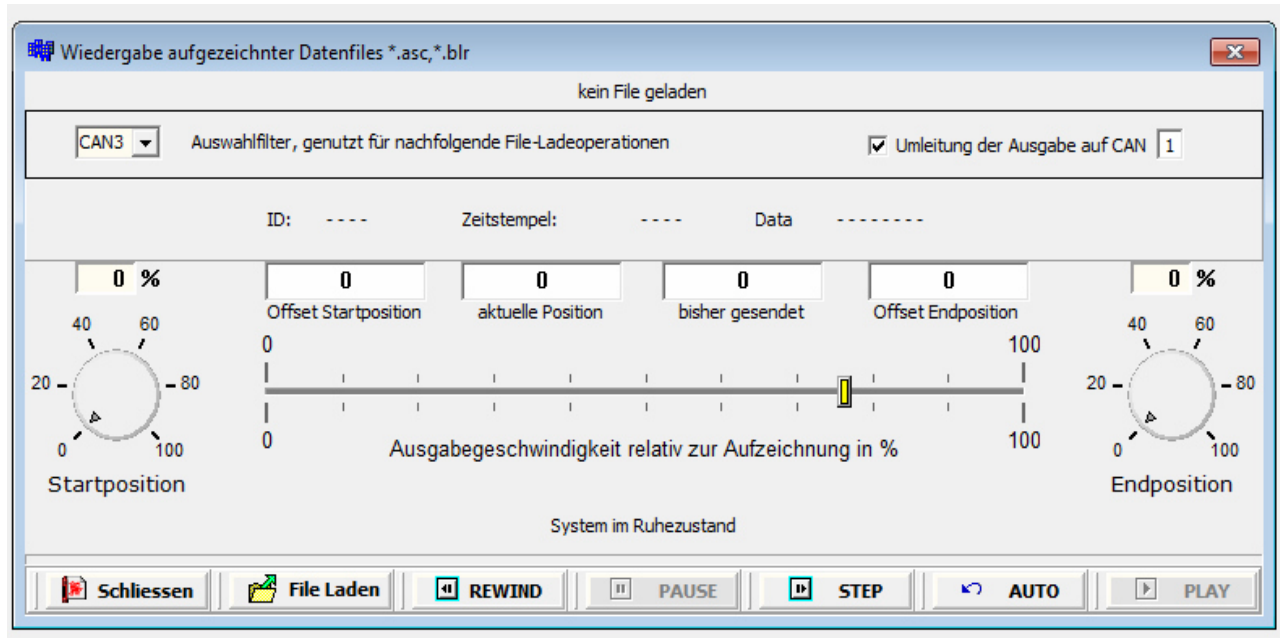 Wiedergabe aufgezeichnter Datenfiles *.asc,*.blr
kein File geladen
CAN3 Auswahlfilter, genutzt für nachfolgende File-Ladeoperationen Umleitung der Ausgabe auf CAN 1
ID: - - - - Zeitstempel: - - - - Data - - - - - - - -
0 % 0 0 0 0 0 %
Offset Startposition aktuelle Position bisher gesendet Offset Endposition
40 60 40 60
0 100
20 80 20 80
0 100 0 100 0 100
Ausgabegeschwindigkeit relativ zur Aufzeichnung in %
Startposition Endposition
System im Ruhezustand
Schliessen File Laden REWIND PAUSE STEP AUTO PLAY